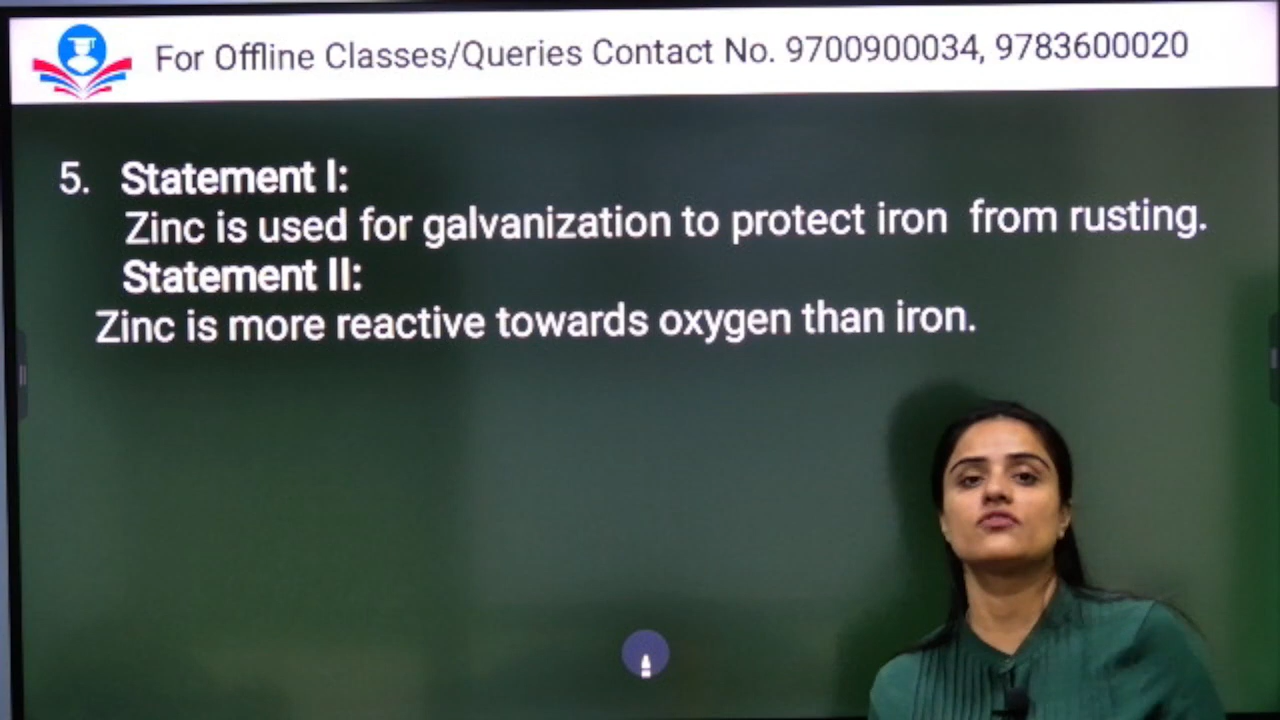 For Offline Classes/Queries Contact No. 9700900034, 9783600020
5. Statement I:
Zinc is used for galvanization to protect iron from rusting.
Statement II:
Zinc is more reactive towards oxygen than iron.